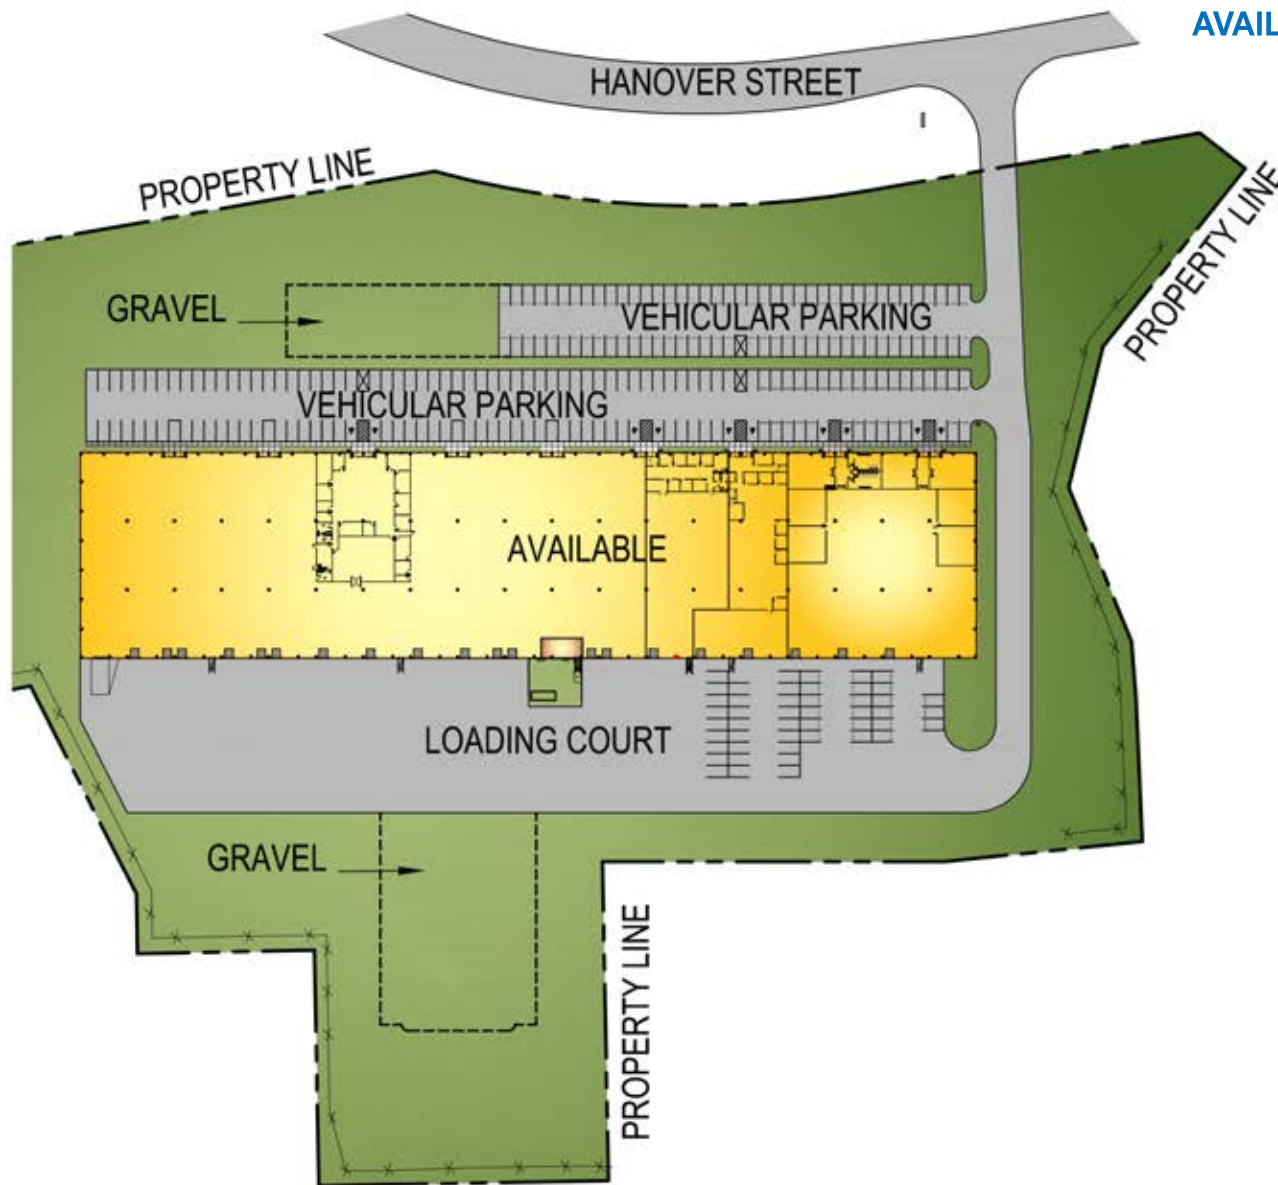 AVAIL
HANOVER STREET
PROPERTY LINE
PROPERTY LINE
GRAVEL
VEHICULAR PARKING
VEHICULAR PARKING
AVAILABLE
LOADING COURT
GRAVEL
PROPERTY LINE